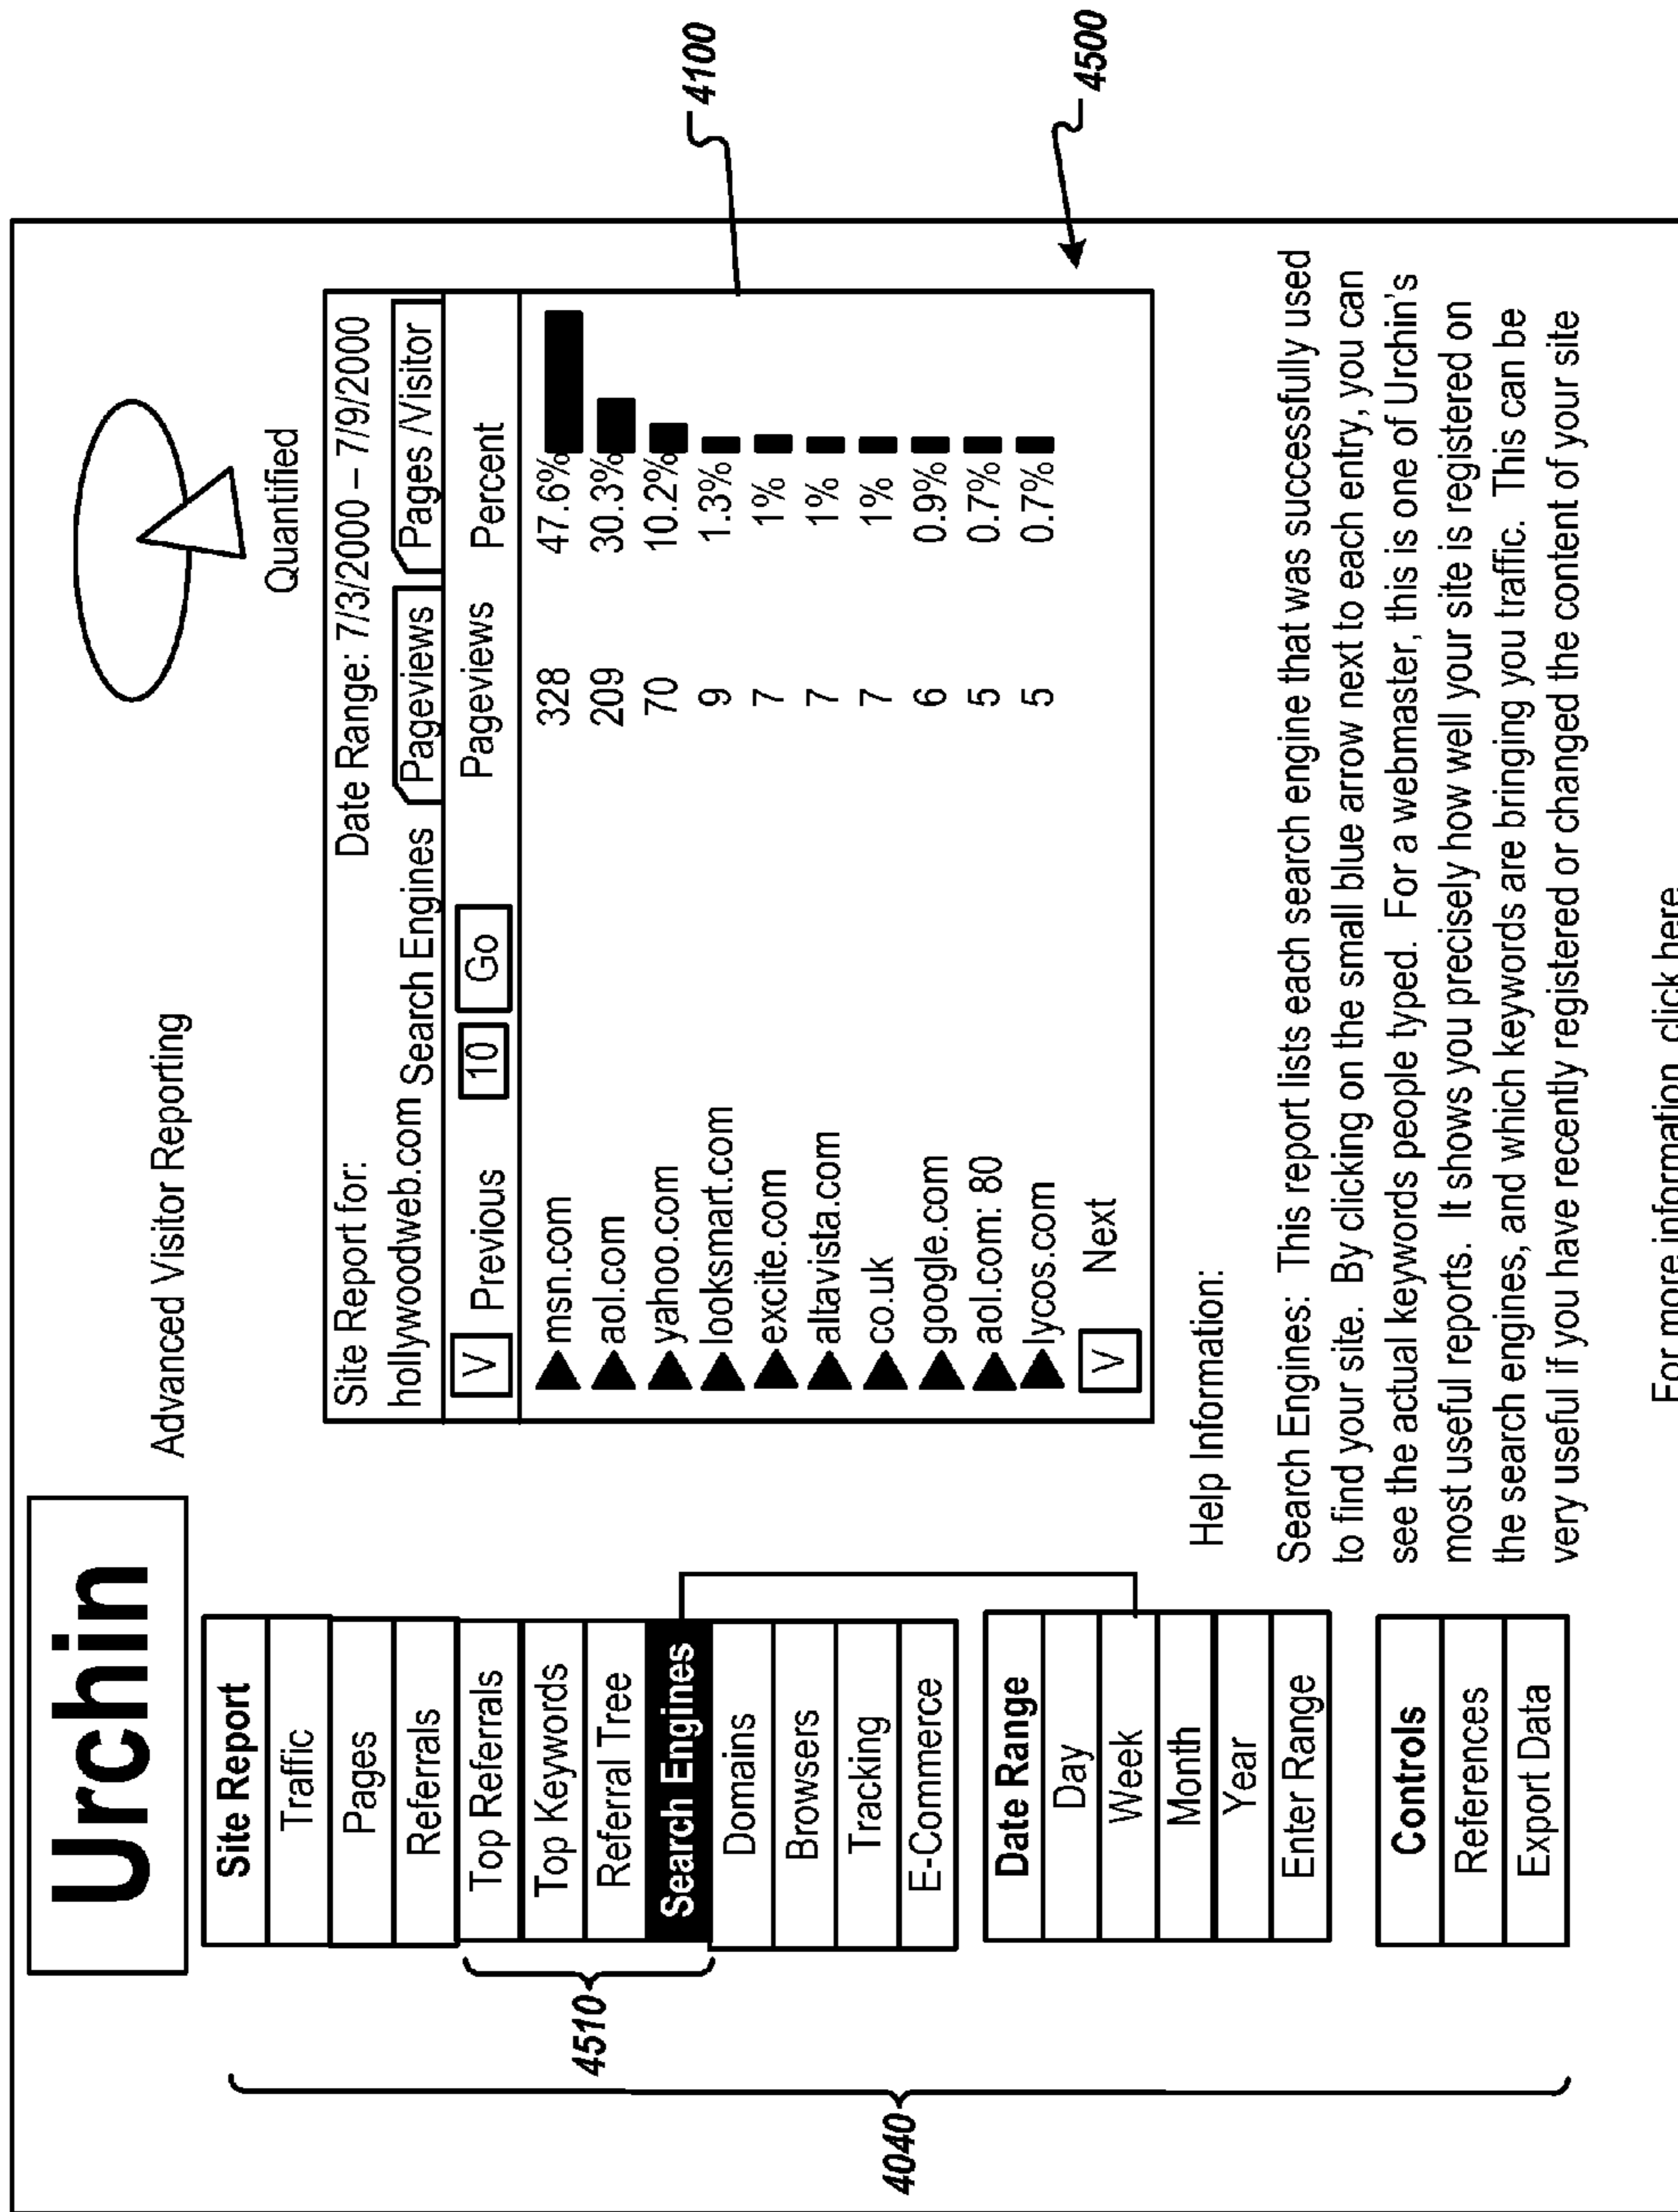 Urchin
Advanced Visitor Reporting
Quantified
Site Report
Traffic
Pages
Referrals
Top Referrals
Top Keywords
Referral Tree
Search Engines
Domains
Browsers
Tracking
E-Commerce
Date Range
Day
Week
Month
Year
Enter Range
Controls
References
Export Data
4510
4040
Site Report for: Date Range: 7/3/2000 – 7/9/2000
hollywoodweb.com Search Engines Pageviews Pages /Visitor
V Previous 10 Go Pageviews Percent
msn.com 328 47.6%
aol.com 209 30.3%
yahoo.com 70 10.2%
looksmart.com 9 1.3%
excite.com 7 1%
altavista.com 7 1%
co.uk 7 1%
google.com 6 0.9%
aol.com: 80 5 0.7%
lycos.com 5 0.7%
V Next
4100
4500
Help Information:
Search Engines: This report lists each search engine that was successfully used
to find your site. By clicking on the small blue arrow next to each entry, you can
see the actual keywords people typed. For a webmaster, this is one of Urchin's
most useful reports. It shows you precisely how well your site is registered on
the search engines, and which keywords are bringing you traffic. This can be
very useful if you have recently registered or changed the content of your site
For more information, click here